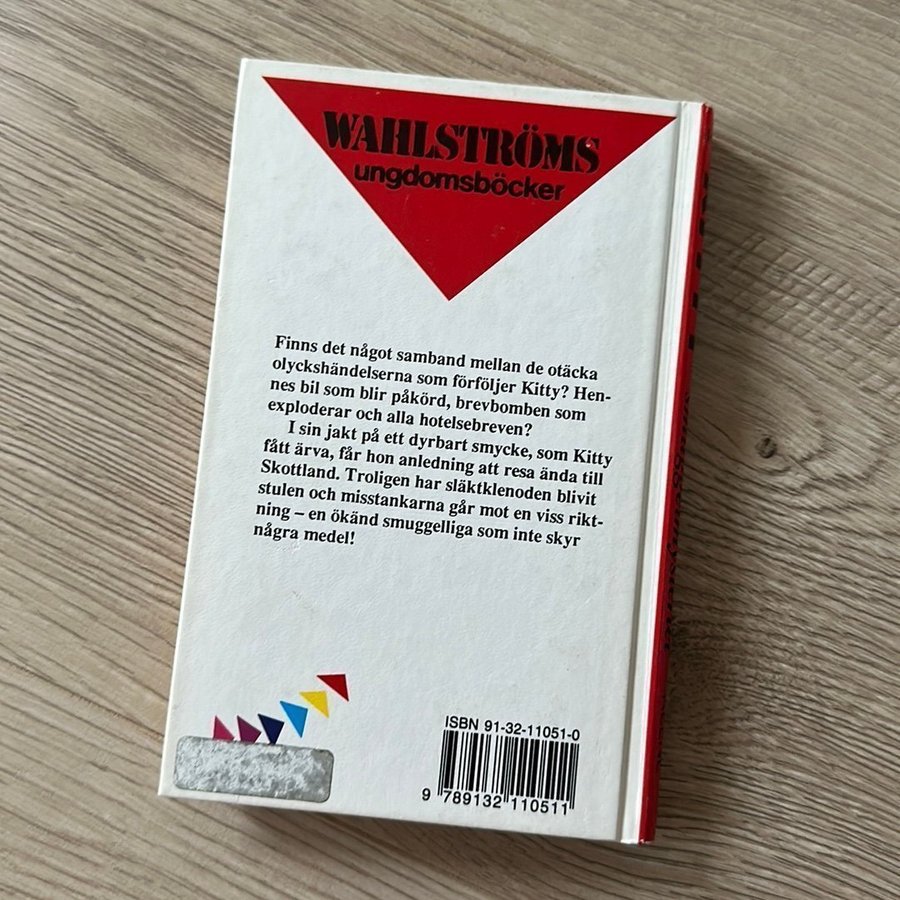 WAHLSTRÖMS
ungdomsböcker
Finns det något samband mellan de otäcka
olyckshändelserna som förföljer Kitty? Hen-
nes bil som blir påkörd, brevbomben som
exploderar och alla hotelsebreven?
I sin jakt på ett dyrbart smycke, som Kitty
fått ärva, får hon anledning att resa ända till
Skottland. Troligen har släktklenoden blivit
stulen och misstankarna går mot en viss rikt-
ning – en ökänd smuggelliga som inte skyr
några medel!
ISBN 91-32-11051-0
9 789132 110511